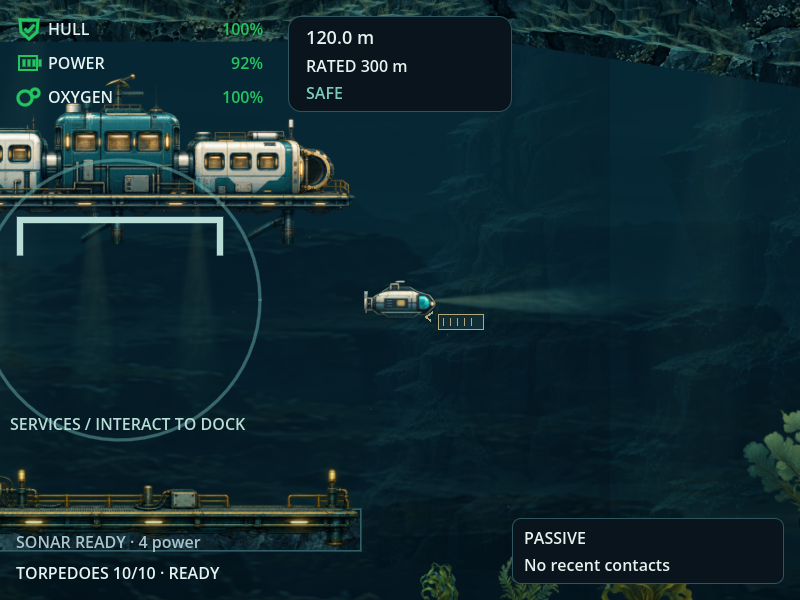 HULL 100%
POWER 92%
OXYGEN 100%
120.0 m
RATED 300 m
SAFE
SERVICES / INTERACT TO DOCK
SONAR READY · 4 power
TORPEDOES 10/10 · READY
PASSIVE
No recent contacts